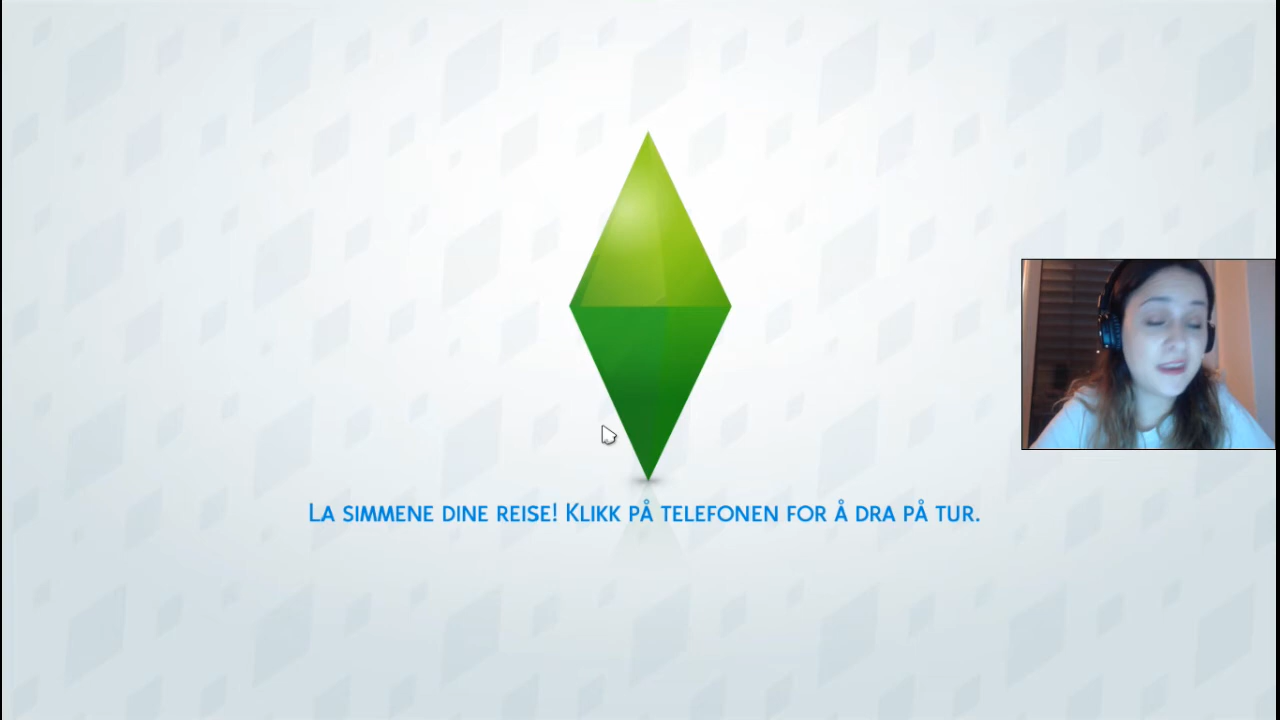 La simmene dine reise! Klikk på telefonen for å dra på tur.